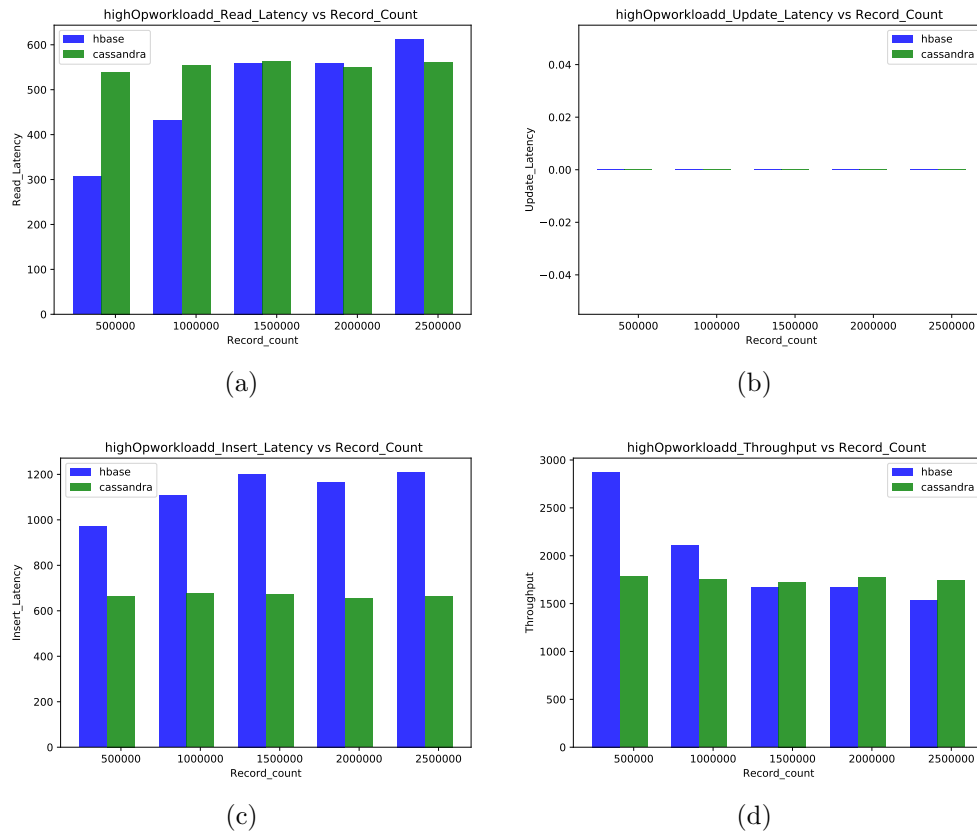 highOpworkloadd_Read_Latency vs Record_Count
hbase
cassandra
600
500
400
300
200
100
0
Read_Latency
500000 1000000 1500000 2000000 2500000
Record_count
(a)
highOpworkloadd_Update_Latency vs Record_Count
hbase
cassandra
0.04
0.02
0.00
−0.02
−0.04
Update_Latency
500000 1000000 1500000 2000000 2500000
Record_count
(b)
highOpworkloadd_Insert_Latency vs Record_Count
hbase
cassandra
1200
1000
800
600
400
200
0
Insert_Latency
500000 1000000 1500000 2000000 2500000
Record_count
(c)
highOpworkloadd_Throughput vs Record_Count
hbase
cassandra
3000
2500
2000
1500
1000
500
0
Throughput
500000 1000000 1500000 2000000 2500000
Record_count
(d)